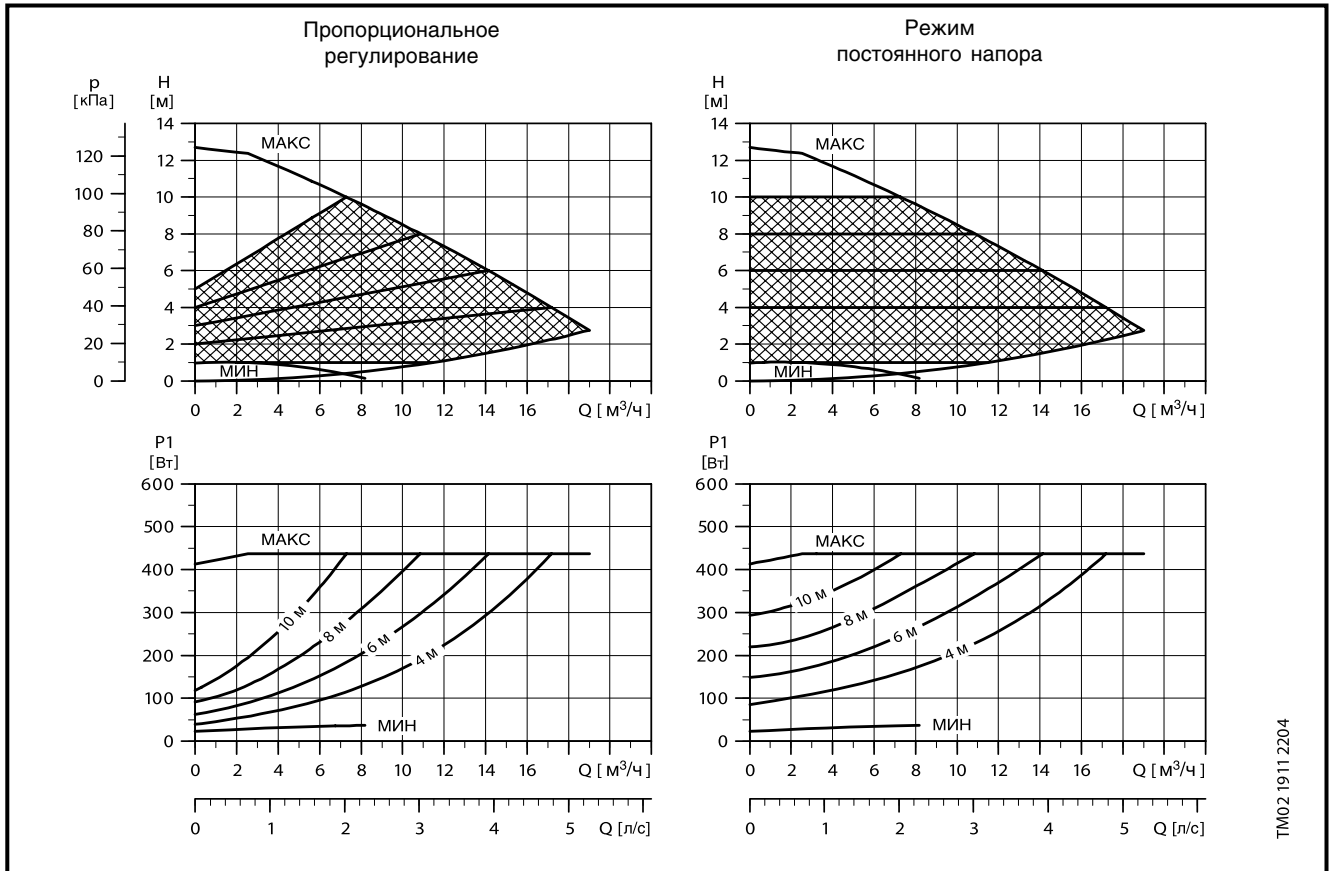 Пропорциональное
регулирование
Режим
постоянного напора
p
[кПа]
H
[м]
H
[м]
14
12
10
8
6
4
2
0
120
100
80
60
40
20
0
МАКС
МИН
0 2 4 6 8 10 12 14 16 Q [м³/ч]
14
12
10
8
6
4
2
0
МАКС
МИН
0 2 4 6 8 10 12 14 16 Q [м³/ч]
P1
[Вт]
600
500
400
300
200
100
0
МАКС
10 м
8 м
6 м
4 м
МИН
0 2 4 6 8 10 12 14 16 Q [м³/ч]
0 1 2 3 4 5 Q [л/с]
P1
[Вт]
600
500
400
300
200
100
0
МАКС
10 м
8 м
6 м
4 м
МИН
0 2 4 6 8 10 12 14 16 Q [м³/ч]
0 1 2 3 4 5 Q [л/с]
TM02 1911 2204